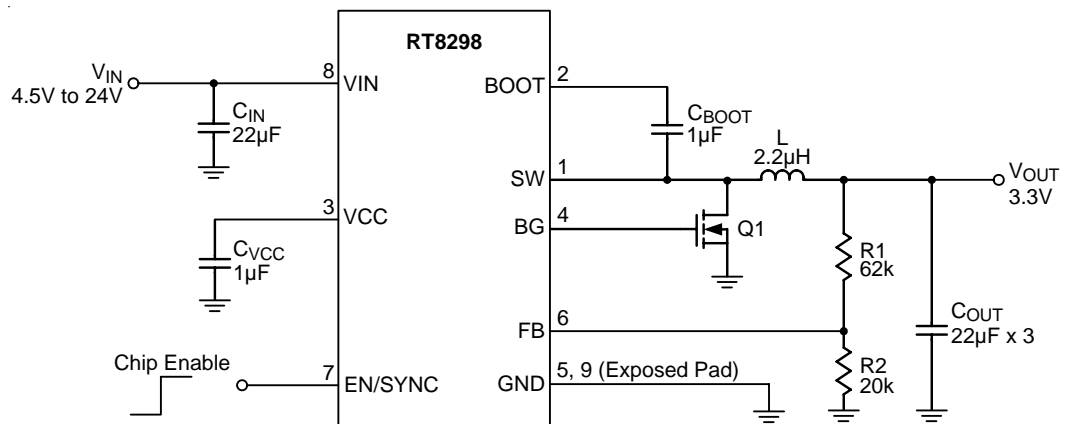 RT8298
VIN
4.5V to 24V
8
VIN
CIN
22µF
3
VCC
CVCC
1µF
Chip Enable
7
EN/SYNC
BOOT
2
CBOOT
1µF
L
2.2µH
SW
1
VOUT
3.3V
BG
4
Q1
R1
62k
FB
6
COUT
22µF x 3
R2
20k
GND
5, 9 (Exposed Pad)